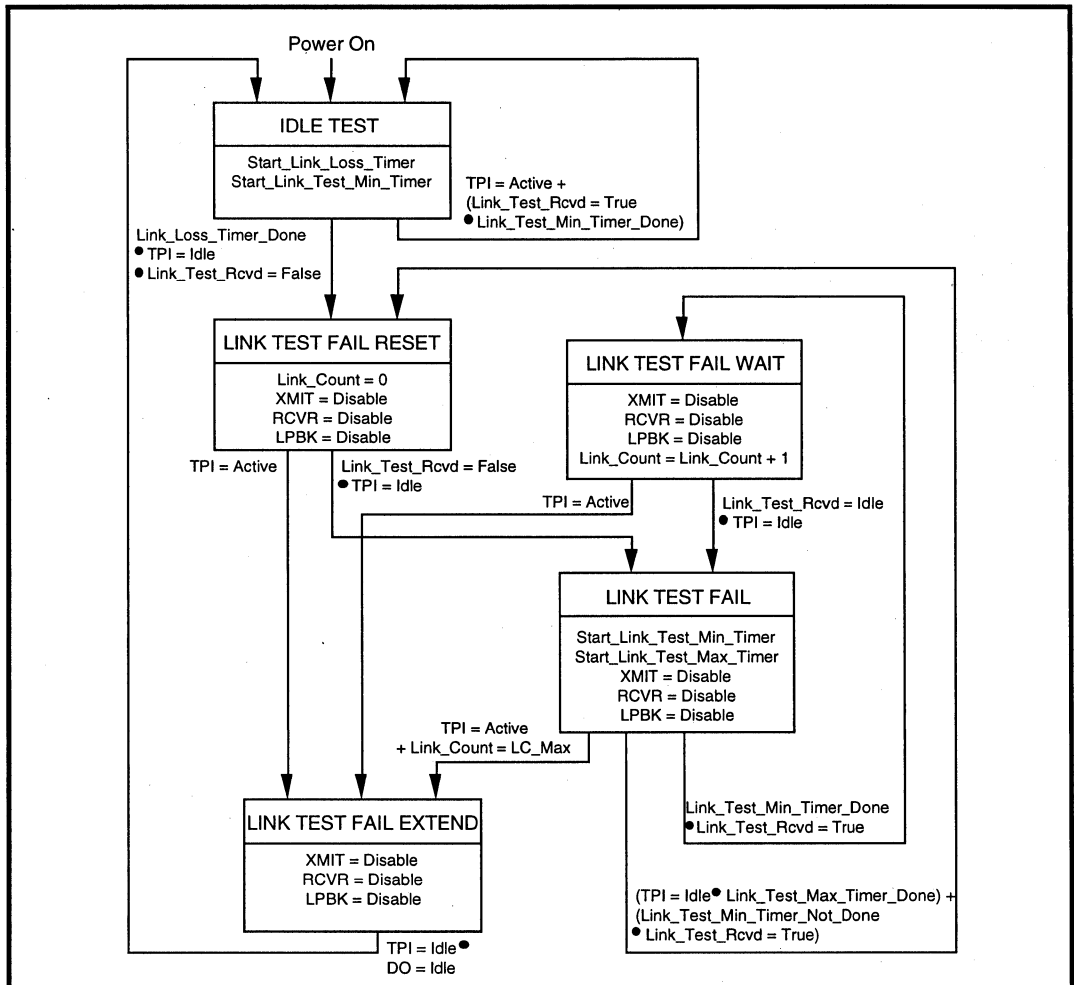 Power On
IDLE TEST
Start_Link_Loss_Timer
Start_Link_Test_Min_Timer
TPI = Active +
(Link_Test_Rcvd = True
● Link_Test_Min_Timer_Done)
Link_Loss_Timer_Done
● TPI = Idle
● Link_Test_Rcvd = False
LINK TEST FAIL RESET
Link_Count = 0
XMIT = Disable
RCVR = Disable
LPBK = Disable
LINK TEST FAIL WAIT
XMIT = Disable
RCVR = Disable
LPBK = Disable
Link_Count = Link_Count + 1
TPI = Active
Link_Test_Rcvd = False
● TPI = Idle
TPI = Active
Link_Test_Rcvd = Idle
● TPI = Idle
LINK TEST FAIL
Start_Link_Test_Min_Timer
Start_Link_Test_Max_Timer
XMIT = Disable
RCVR = Disable
LPBK = Disable
TPI = Active
+ Link_Count = LC_Max
Link_Test_Min_Timer_Done
● Link_Test_Rcvd = True
LINK TEST FAIL EXTEND
XMIT = Disable
RCVR = Disable
LPBK = Disable
(TPI = Idle ● Link_Test_Max_Timer_Done) +
(Link_Test_Min_Timer_Not_Done
● Link_Test_Rcvd = True)
TPI = Idle ●
DO = Idle